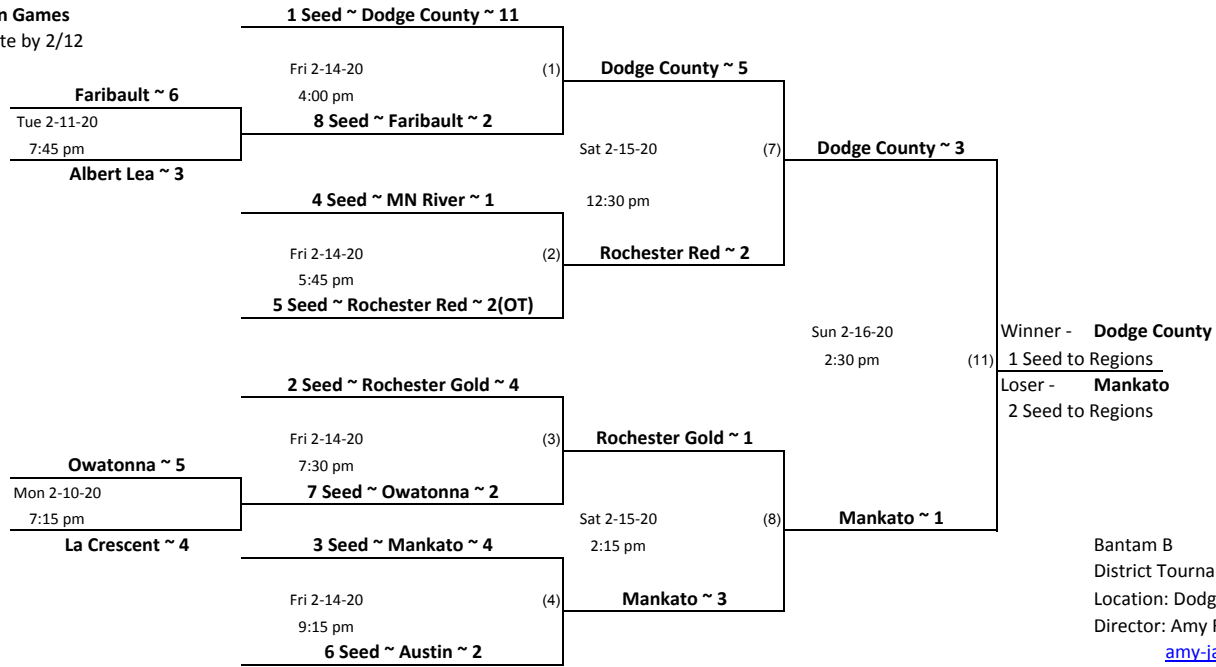 n Games
te by 2/12
1 Seed ~ Dodge County ~ 11
Fri 2-14-20 (1)
4:00 pm
8 Seed ~ Faribault ~ 2
Faribault ~ 6
Tue 2-11-20
7:45 pm
Albert Lea ~ 3
Dodge County ~ 5
Sat 2-15-20 (7)
12:30 pm
Dodge County ~ 3
4 Seed ~ MN River ~ 1
Fri 2-14-20 (2)
5:45 pm
5 Seed ~ Rochester Red ~ 2(OT)
Rochester Red ~ 2
Sun 2-16-20
2:30 pm (11)
Winner - Dodge County
1 Seed to Regions
Loser - Mankato
2 Seed to Regions
2 Seed ~ Rochester Gold ~ 4
Fri 2-14-20 (3)
7:30 pm
7 Seed ~ Owatonna ~ 2
Owatonna ~ 5
Mon 2-10-20
7:15 pm
La Crescent ~ 4
Rochester Gold ~ 1
Sat 2-15-20 (8)
2:15 pm
Mankato ~ 1
3 Seed ~ Mankato ~ 4
Fri 2-14-20 (4)
9:15 pm
6 Seed ~ Austin ~ 2
Mankato ~ 3
Bantam B
District Tourna
Location: Dodg
Director: Amy
amy-ja